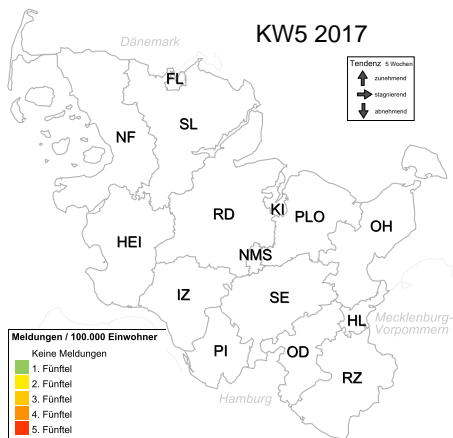 KW5 2017
Dänemark
Tendenz 5 Wochen
zunehmend
stagnierend
abnehmend
FL
SL
NF
KI
RD
PLO
OH
HEI
NMS
IZ
SE
HL
Mecklenburg-
Vorpommern
PI
OD
RZ
Hamburg
Meldungen / 100.000 Einwohner
Keine Meldungen
1. Fünftel
2. Fünftel
3. Fünftel
4. Fünftel
5. Fünftel